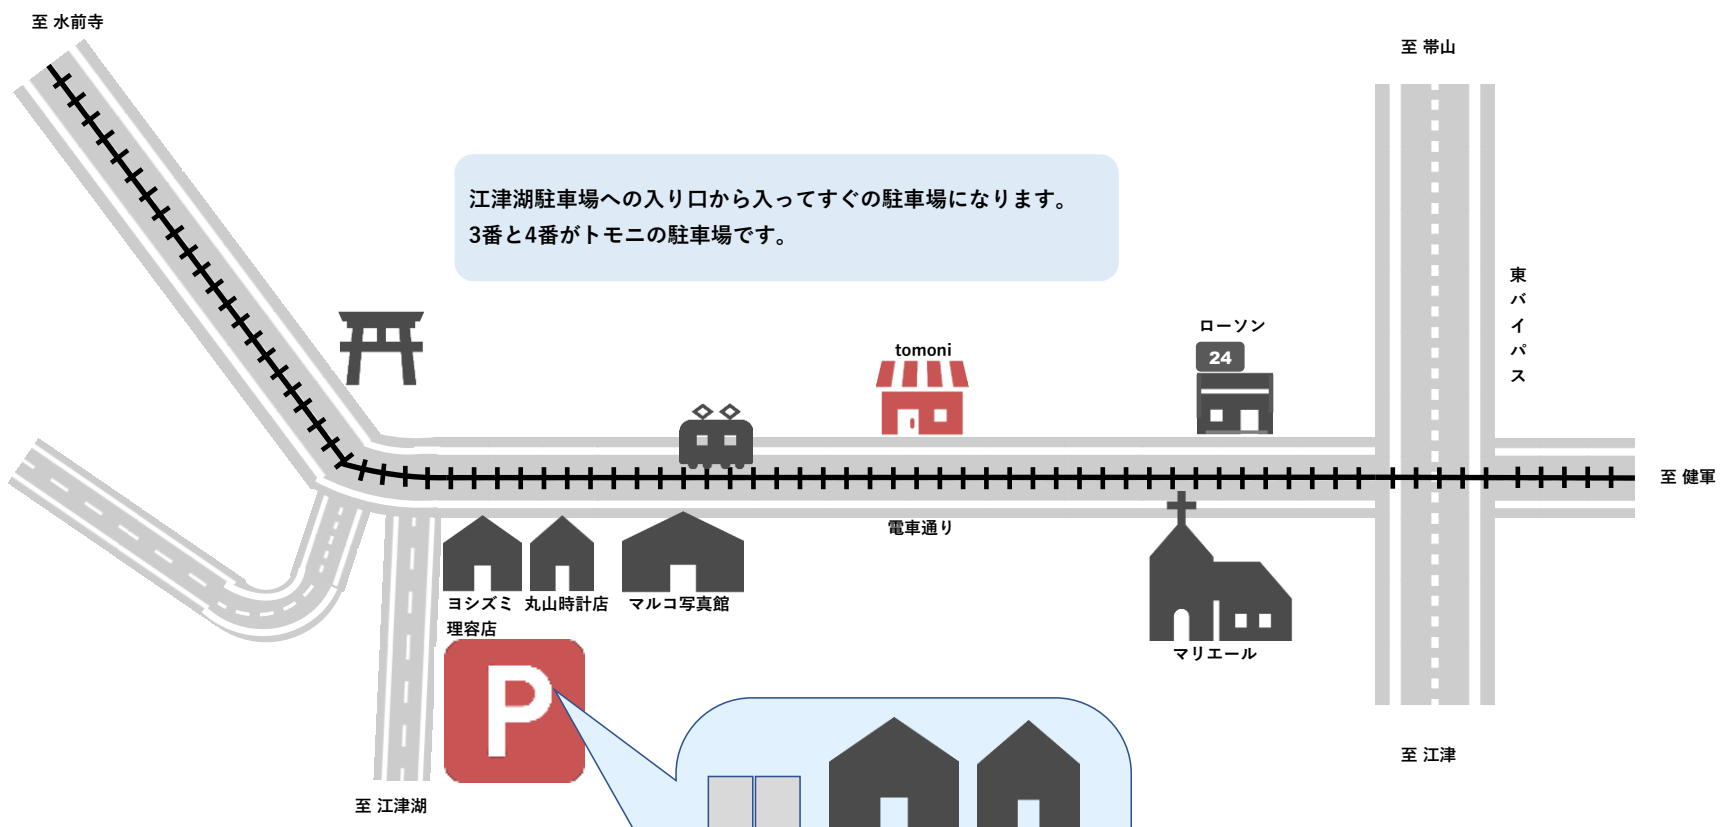 至 水前寺
至 帯山
江津湖駐車場への入り口から入ってすぐの駐車場になります。
3番と4番がトモニの駐車場です。
東バイパス
ローソン
24
tomoni
至 健軍
電車通り
ヨシズミ
理容店
丸山時計店
マルコ写真館
マリエール
P
至 江津
至 江津湖